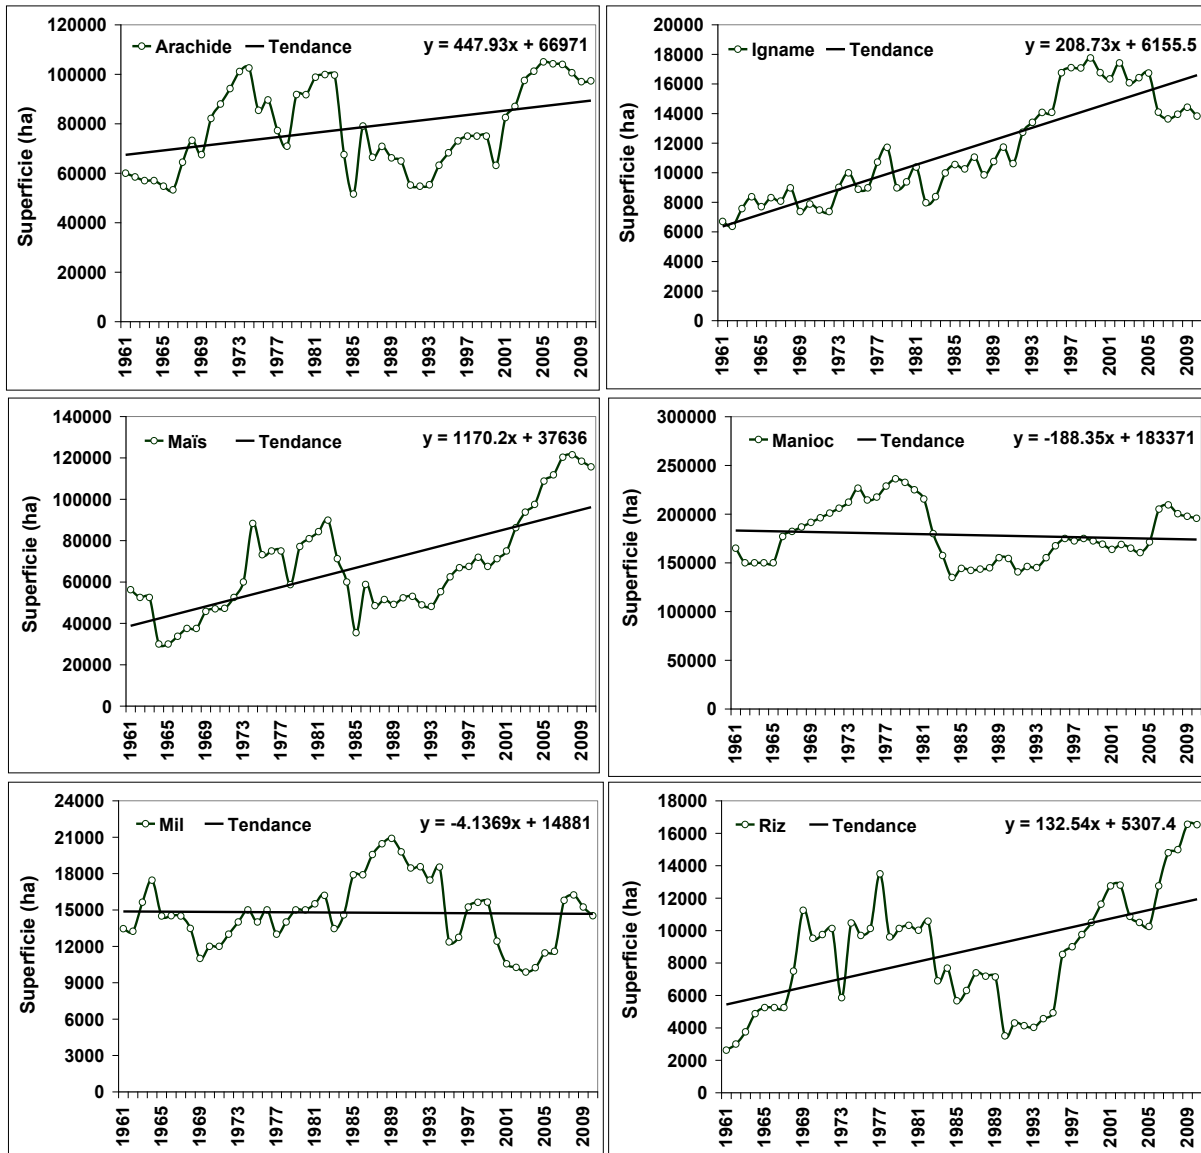 120000
100000
80000
60000
40000
20000
0
Superficie (ha)
Arachide Tendance y = 447.93x + 66971
1961 1965 1969 1973 1977 1981 1985 1989 1993 1997 2001 2005 2009
20000
18000
16000
14000
12000
10000
8000
6000
4000
2000
0
Superficie (ha)
Igname Tendance y = 208.73x + 6155.5
1961 1965 1969 1973 1977 1981 1985 1989 1993 1997 2001 2005 2009
140000
120000
100000
80000
60000
40000
20000
0
Superficie (ha)
Maïs Tendance y = 1170.2x + 37636
1961 1965 1969 1973 1977 1981 1985 1989 1993 1997 2001 2005 2009
300000
250000
200000
150000
100000
50000
0
Superficie (ha)
Manioc Tendance y = -188.35x + 183371
1961 1965 1969 1973 1977 1981 1985 1989 1993 1997 2001 2005 2009
24000
21000
18000
15000
12000
9000
6000
3000
0
Superficie (ha)
Mil Tendance y = -4.1369x + 14881
1961 1965 1969 1973 1977 1981 1985 1989 1993 1997 2001 2005 2009
18000
16000
14000
12000
10000
8000
6000
4000
2000
0
Superficie (ha)
Riz Tendance y = 132.54x + 5307.4
1961 1965 1969 1973 1977 1981 1985 1989 1993 1997 2001 2005 2009